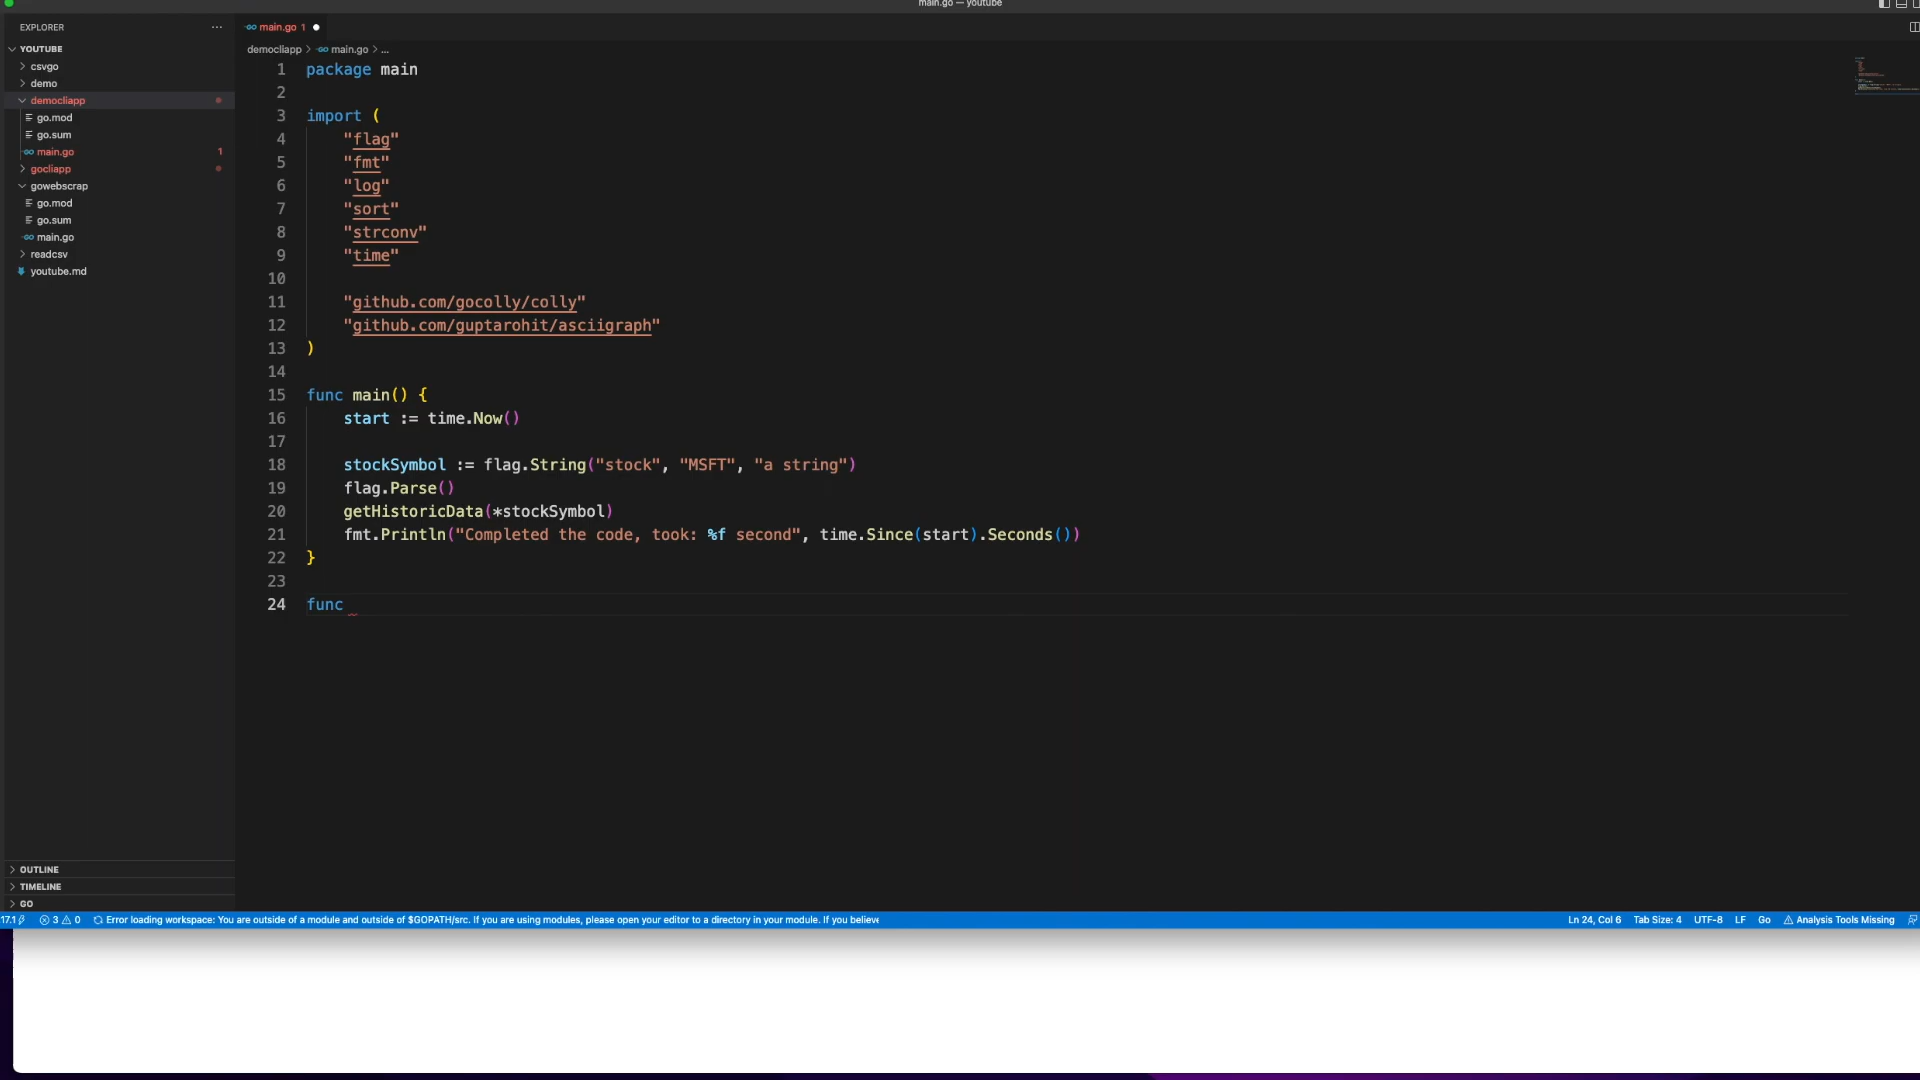 main.go — youtube
EXPLORER
···
main.go 1
YOUTUBE
democliapp > main.go > ...
csvgo
demo
democliapp
go.mod
go.sum
main.go 1
gocliapp
gowebscrap
go.mod
go.sum
main.go
readcsv
youtube.md
1 package main
2
3 import (
4 "flag"
5 "fmt"
6 "log"
7 "sort"
8 "strconv"
9 "time"
10
11 "github.com/gocolly/colly"
12 "github.com/guptarohit/asciigraph"
13 )
14
15 func main() {
16 start := time.Now()
17
18 stockSymbol := flag.String("stock", "MSFT", "a string")
19 flag.Parse()
20 getHistoricData(*stockSymbol)
21 fmt.Println("Completed the code, took: %f second", time.Since(start).Seconds())
22 }
23
24 func
OUTLINE
TIMELINE
GO
17.1 3 0 Error loading workspace: You are outside of a module and outside of $GOPATH/src. If you are using modules, please open your editor to a directory in your module. If you believe
Ln 24, Col 6 Tab Size: 4 UTF-8 LF Go Analysis Tools Missing